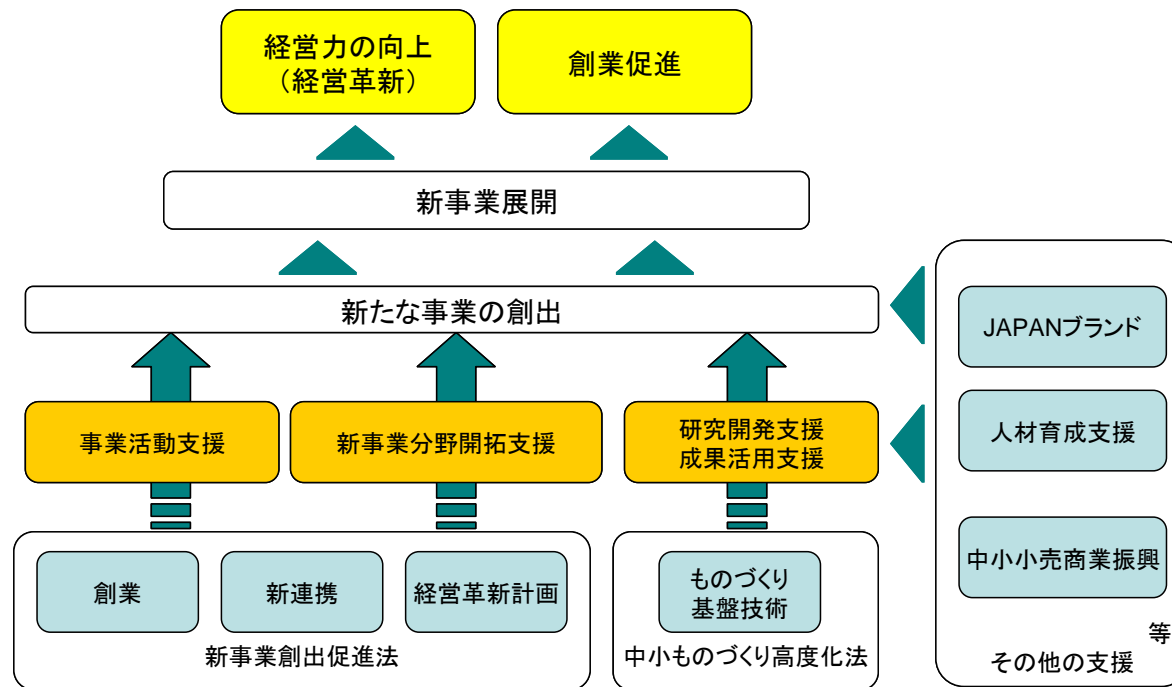 経営力の向上
（経営革新）
創業促進
新事業展開
新たな事業の創出
事業活動支援
新事業分野開拓支援
研究開発支援
成果活用支援
創業
新連携
経営革新計画
新事業創出促進法
ものづくり
基盤技術
中小ものづくり高度化法
JAPANブランド
人材育成支援
中小小売商業振興
等
その他の支援